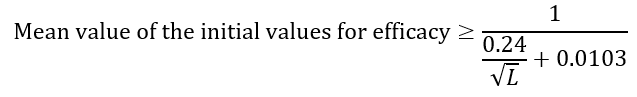 Mean value of the initial values for efficacy ≥ 1 / (0.24 / √L + 0.0103)